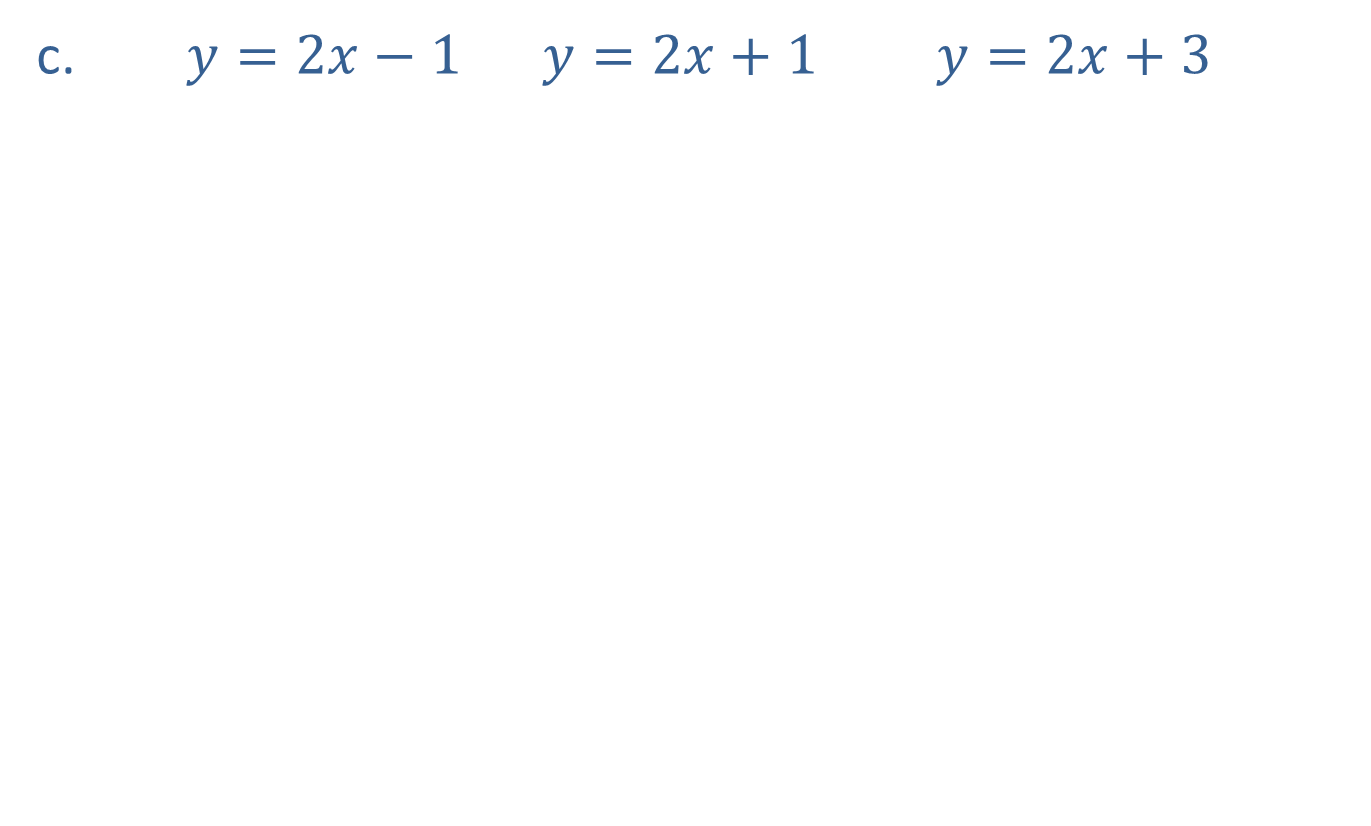 c. y = 2x − 1 y = 2x + 1 y = 2x + 3